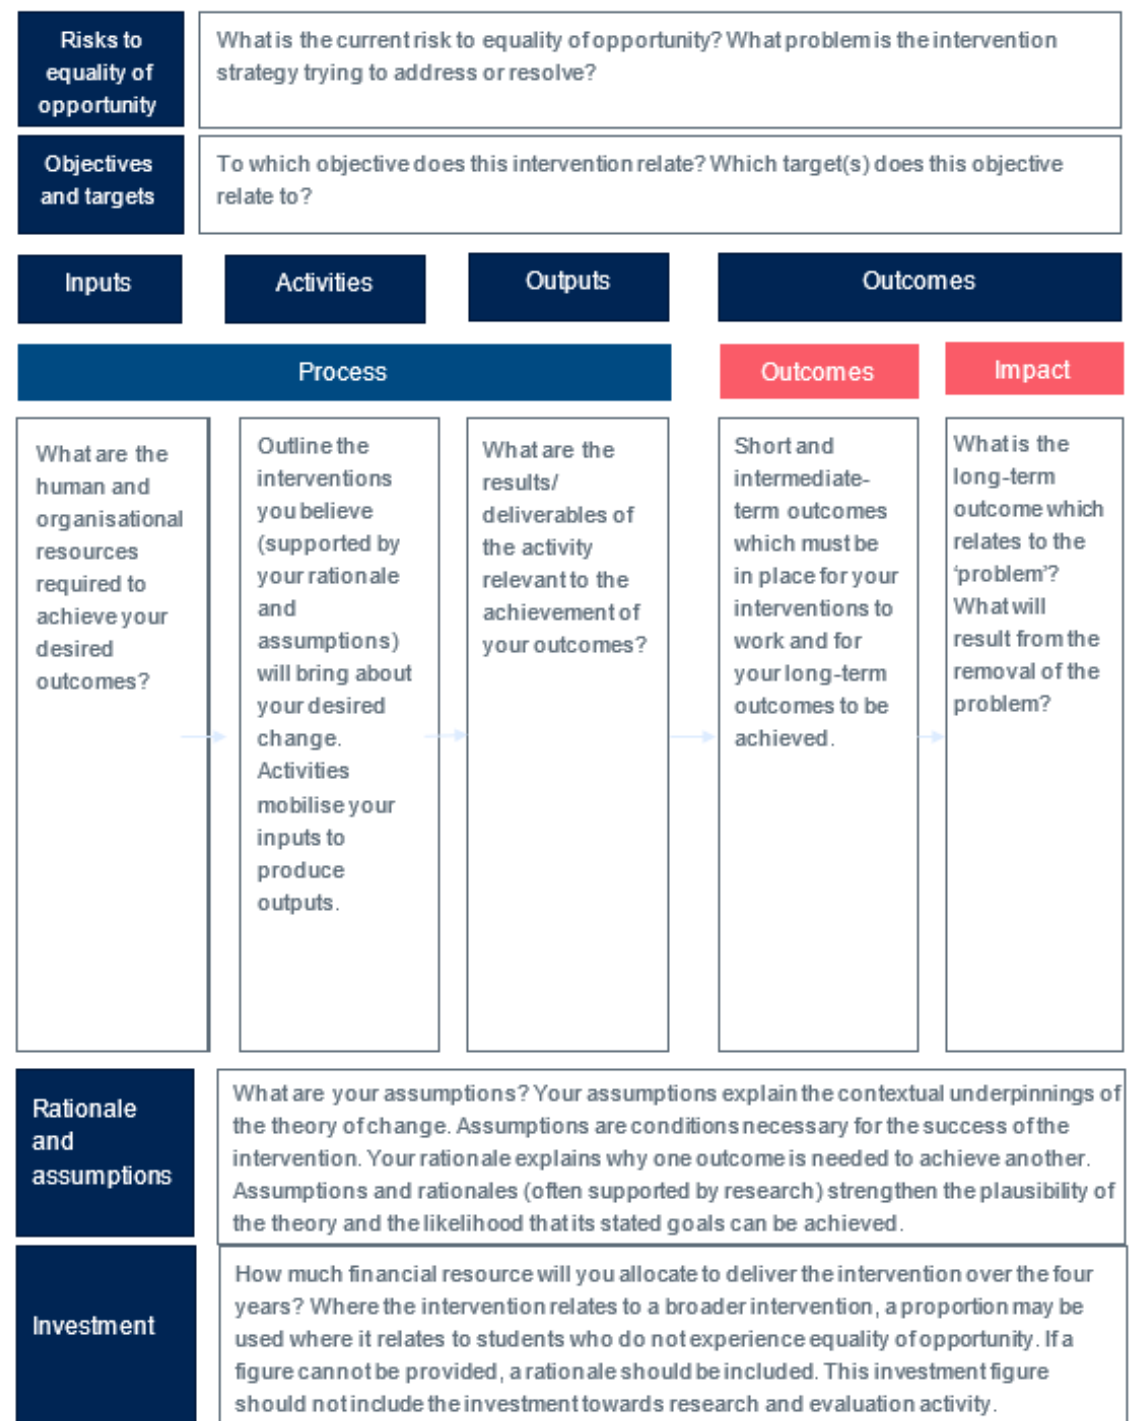 Risks to
equality of
opportunity
What is the current risk to equality of opportunity? What problem is the intervention
strategy trying to address or resolve?
Objectives
and targets
To which objective does this intervention relate? Which target(s) does this objective
relate to?
Inputs
Activities
Outputs
Outcomes
Process
Outcomes
Impact
What are the
human and
organisational
resources
required to
achieve your
desired
outcomes?
Outline the
interventions
you believe
(supported by
your rationale
and
assumptions)
will bring about
your desired
change.
Activities
mobilise your
inputs to
produce
outputs.
What are the
results/
deliverables of
the activity
relevant to the
achievement of
your outcomes?
Short and
intermediate-
term outcomes
which must be
in place for your
interventions to
work and for
your long-term
outcomes to be
achieved.
What is the
long-term
outcome which
relates to the
‘problem’?
What will
result from the
removal of the
problem?
Rationale
and
assumptions
What are your assumptions? Your assumptions explain the contextual underpinnings of
the theory of change. Assumptions are conditions necessary for the success of the
intervention. Your rationale explains why one outcome is needed to achieve another.
Assumptions and rationales (often supported by research) strengthen the plausibility of
the theory and the likelihood that its stated goals can be achieved.
Investment
How much financial resource will you allocate to deliver the intervention over the four
years? Where the intervention relates to a broader intervention, a proportion may be
used where it relates to students who do not experience equality of opportunity. If a
figure cannot be provided, a rationale should be included. This investment figure
should not include the investment towards research and evaluation activity.